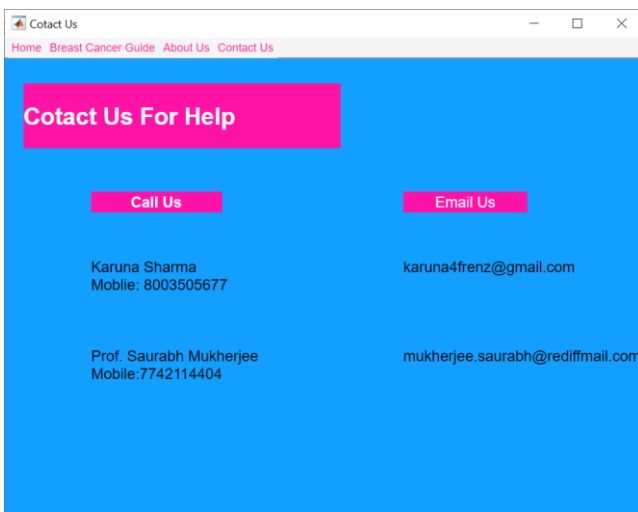 Cotact Us
Home Breast Cancer Guide About Us Contact Us
Cotact Us For Help
Call Us
Email Us
Karuna Sharma
Moblie: 8003505677
karuna4frenz@gmail.com
Prof. Saurabh Mukherjee
Mobile:7742114404
mukherjee.saurabh@rediffmail.com